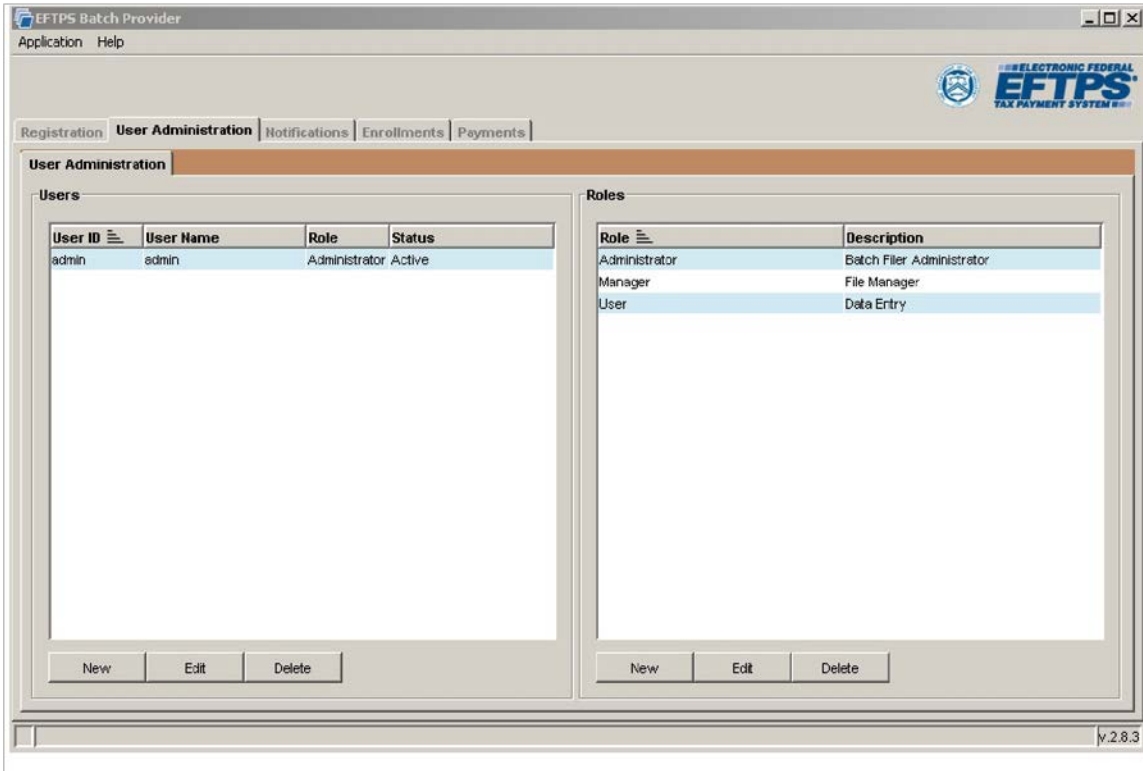 EFTPS Batch Provider
Application Help
ELECTRONIC FEDERAL
EFTPS
TAX PAYMENT SYSTEM
Registration User Administration Notifications Enrollments Payments
User Administration
Users
User ID User Name Role Status
admin admin Administrator Active
New Edit Delete
Roles
Role Description
Administrator Batch Filer Administrator
Manager File Manager
User Data Entry
New Edit Delete
v.2.8.3